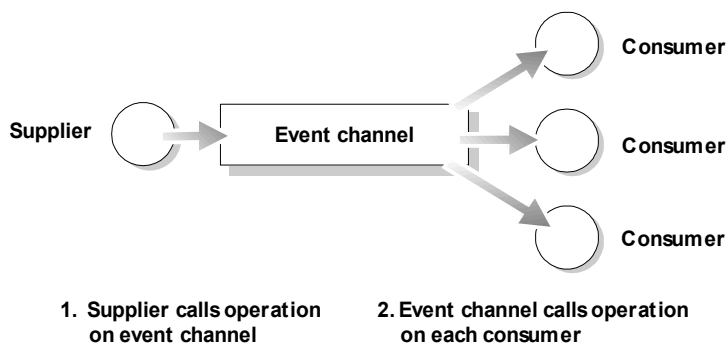 Consumer
Supplier
Event channel
Consumer
Consumer
1. Supplier calls operation
on event channel
2. Event channel calls operation
on each consumer